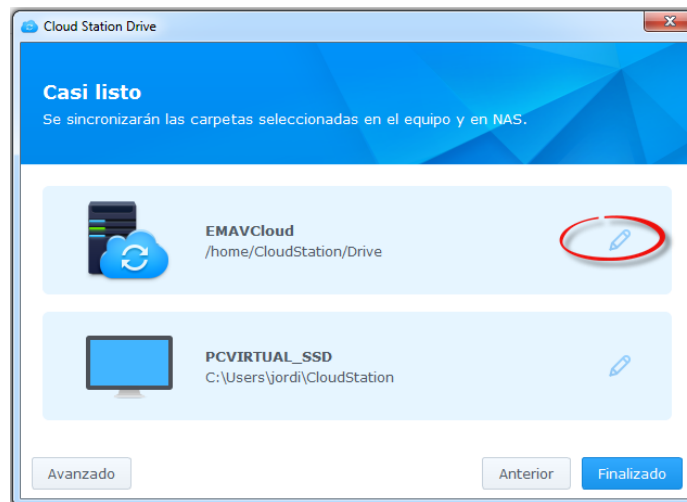 Cloud Station Drive
Casi listo
Se sincronizarán las carpetas seleccionadas en el equipo y en NAS.
EMAVCloud
/home/CloudStation/Drive
PCVIRTUAL_SSD
C:\Users\jordi\CloudStation
Avanzado
Anterior
Finalizado